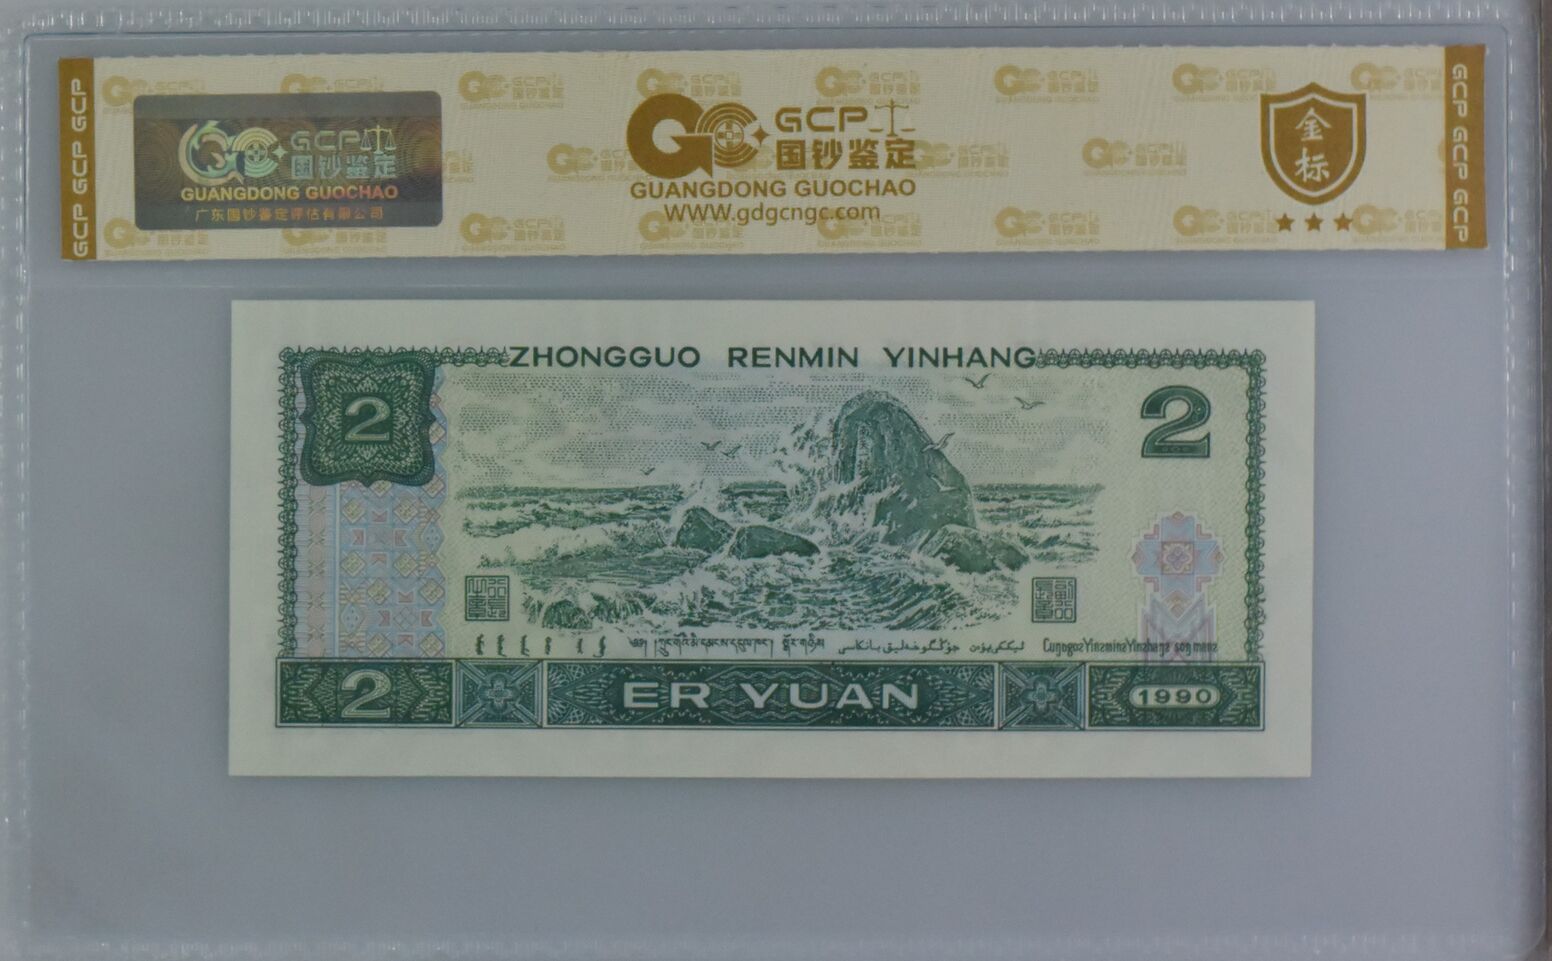 GCP GCP GCP
GCP
国钞鉴定
GUANGDONG GUOCHAO
广东国钞鉴定评估有限公司
GCP
国钞鉴定
GUANGDONG GUOCHAO
WWW.gdgcngc.com
金标
GCP GCP GCP
ZHONGGUO RENMIN YINHANG
2
2
Cunggoz Yinzminz Yinzhangz song maenz
2
ER YUAN
1990